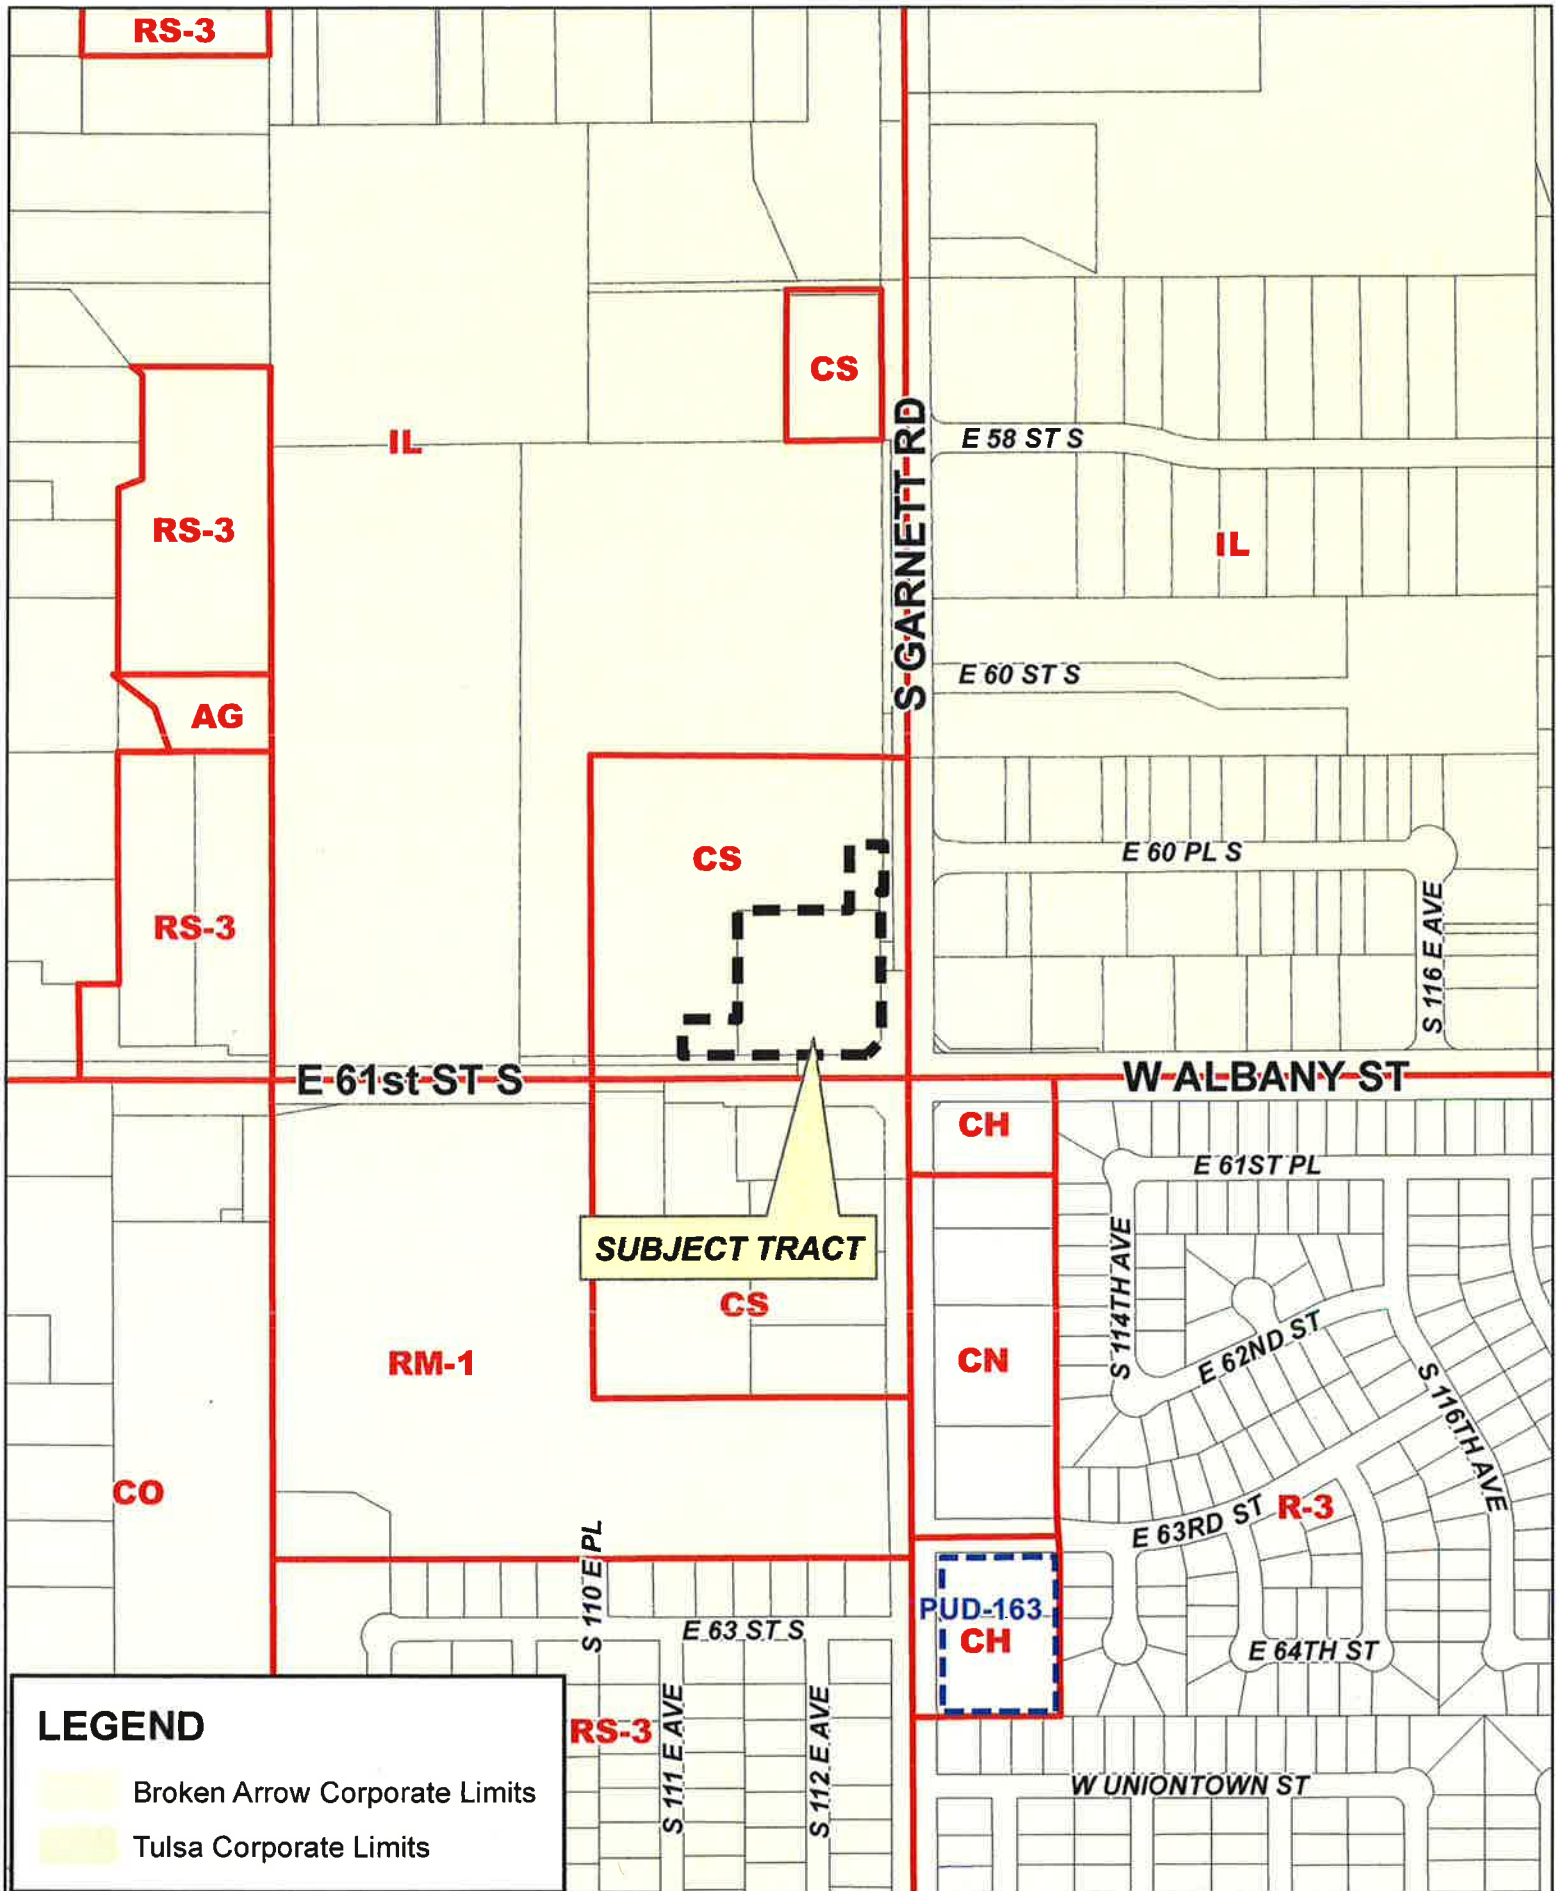 RS-3
CS
S GARNETT RD
E 58 ST S
IL
IL
RS-3
E 60 ST S
AG
CS
E 60 PL S
RS-3
S 116 E AVE
E 61st ST S
W ALBANY ST
CH
E 61ST PL
SUBJECT TRACT
S 114TH AVE
CS
E 62ND ST
RM-1
CN
S 116TH AVE
CO
E 63RD ST
R-3
S 110 E PL
E 63 ST S
PUD-163
CH
E 64TH ST
RS-3
S 111 E AVE
S 112 E AVE
W UNIONTOWN ST
LEGEND
Broken Arrow Corporate Limits
Tulsa Corporate Limits